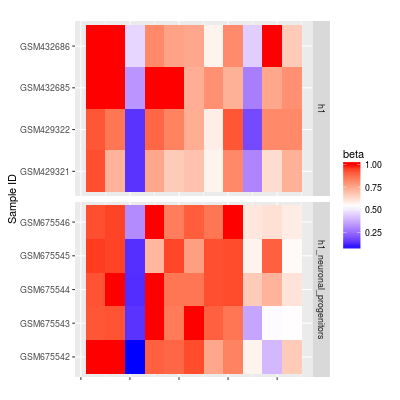 Sample ID
GSM432686
GSM432685
GSM429322
GSM429321
h1
GSM675546
GSM675545
GSM675544
GSM675543
GSM675542
h1_neuronal_progenitors
beta
1.00
0.75
0.50
0.25